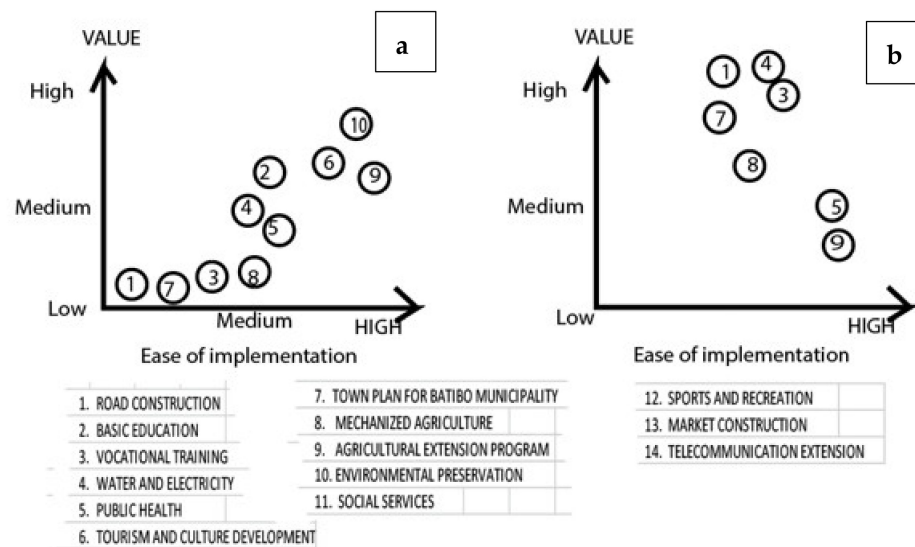 VALUE
a
High
10
6
2
9
Medium
4
5
1
7
3
8
Low
Medium
HIGH
Ease of implementation
VALUE
b
1
4
High
3
7
8
Medium
5
9
Low
HIGH
Ease of implementation
1. ROAD CONSTRUCTION
2. BASIC EDUCATION
3. VOCATIONAL TRAINING
4. WATER AND ELECTRICITY
5. PUBLIC HEALTH
6. TOURISM AND CULTURE DEVELOPMENT
7. TOWN PLAN FOR BATIBO MUNICIPALITY
8. MECHANIZED AGRICULTURE
9. AGRICULTURAL EXTENSION PROGRAM
10. ENVIRONMENTAL PRESERVATION
11. SOCIAL SERVICES
12. SPORTS AND RECREATION
13. MARKET CONSTRUCTION
14. TELECOMMUNICATION EXTENSION